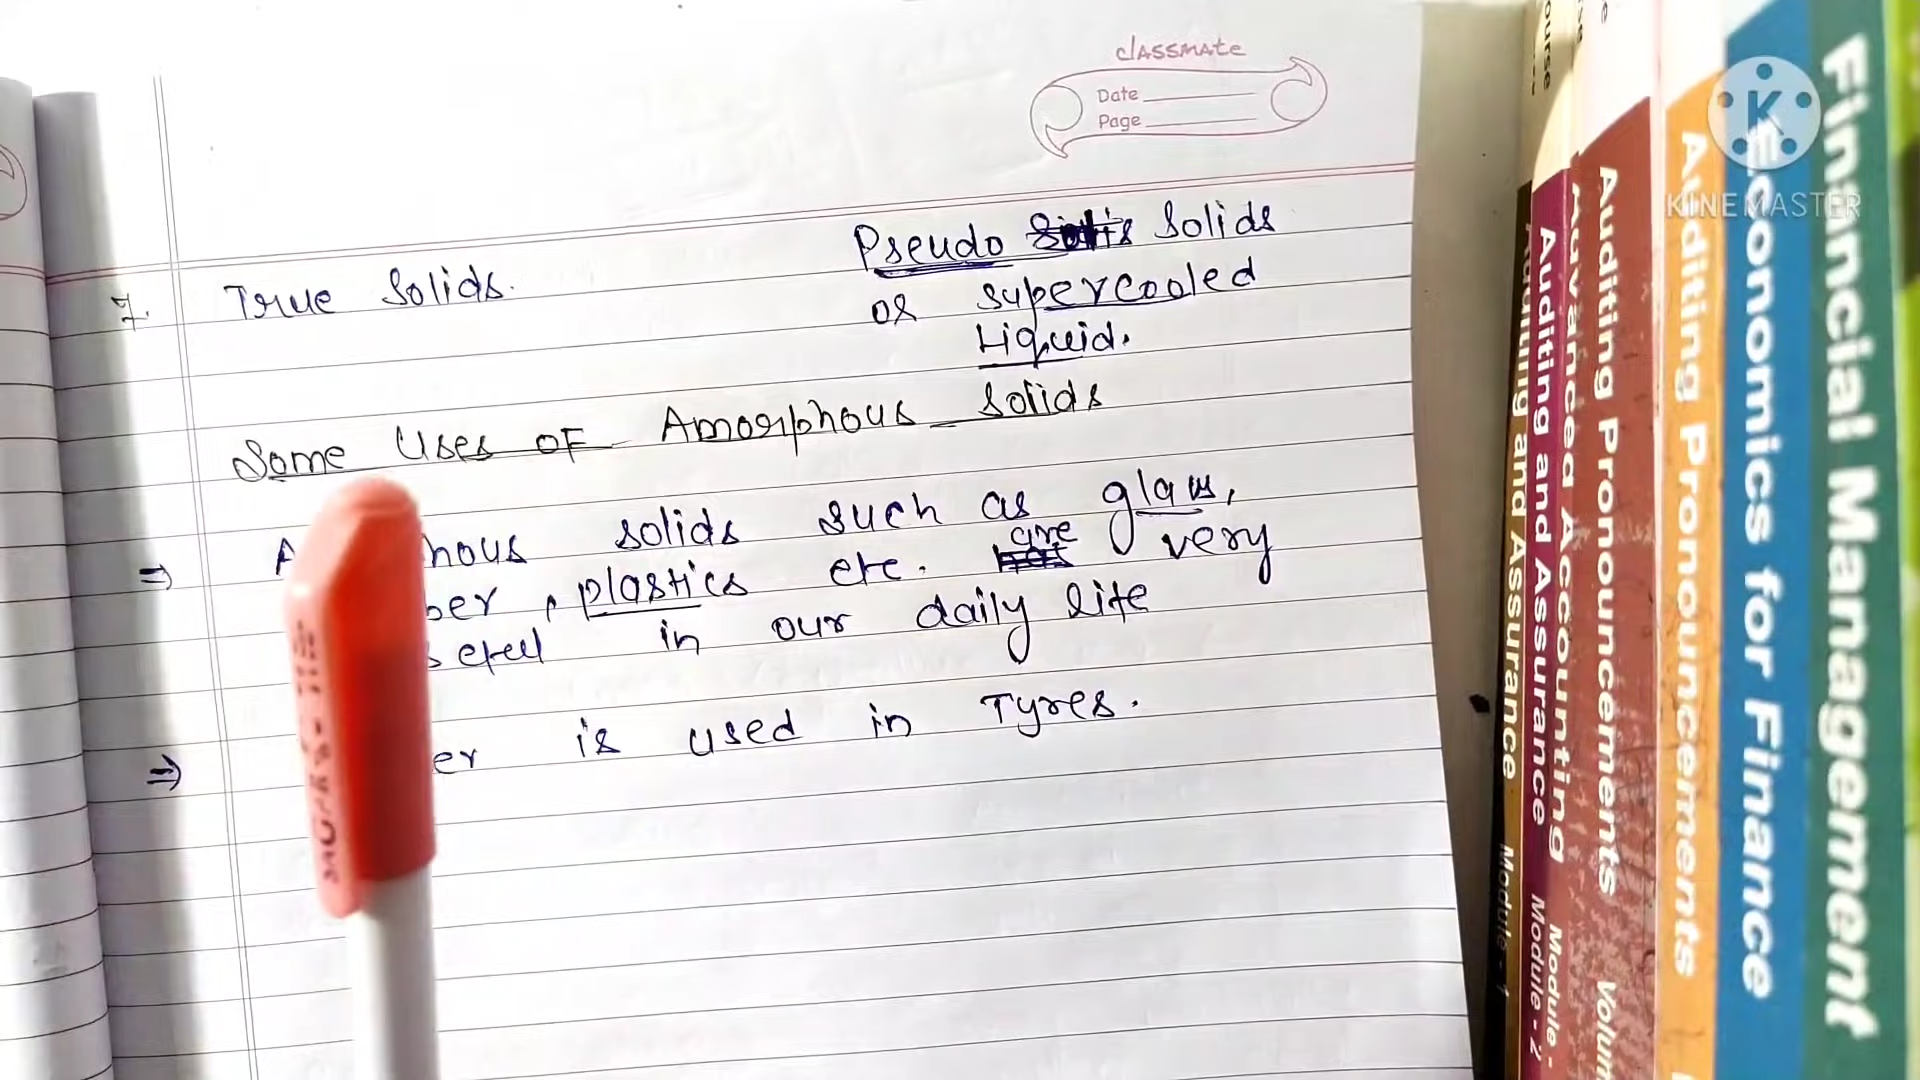 classmate
Date
Page
7. True Solids. Pseudo Solids
or supercooled
Liquid.
Some Uses OF Amorphous Solids
⇒ A hous solids such as glass,
ber, plastics etc. are very
in our daily life
⇒ er is used in Tyres.
KINEMASTER
Auditing and Assurance Module - 1
Auditing and Assurance Module - 2
Advanced Accounting Module -
Auditing Pronouncements Volum
Auditing Pronouncements
Economics for Finance
Financial Management